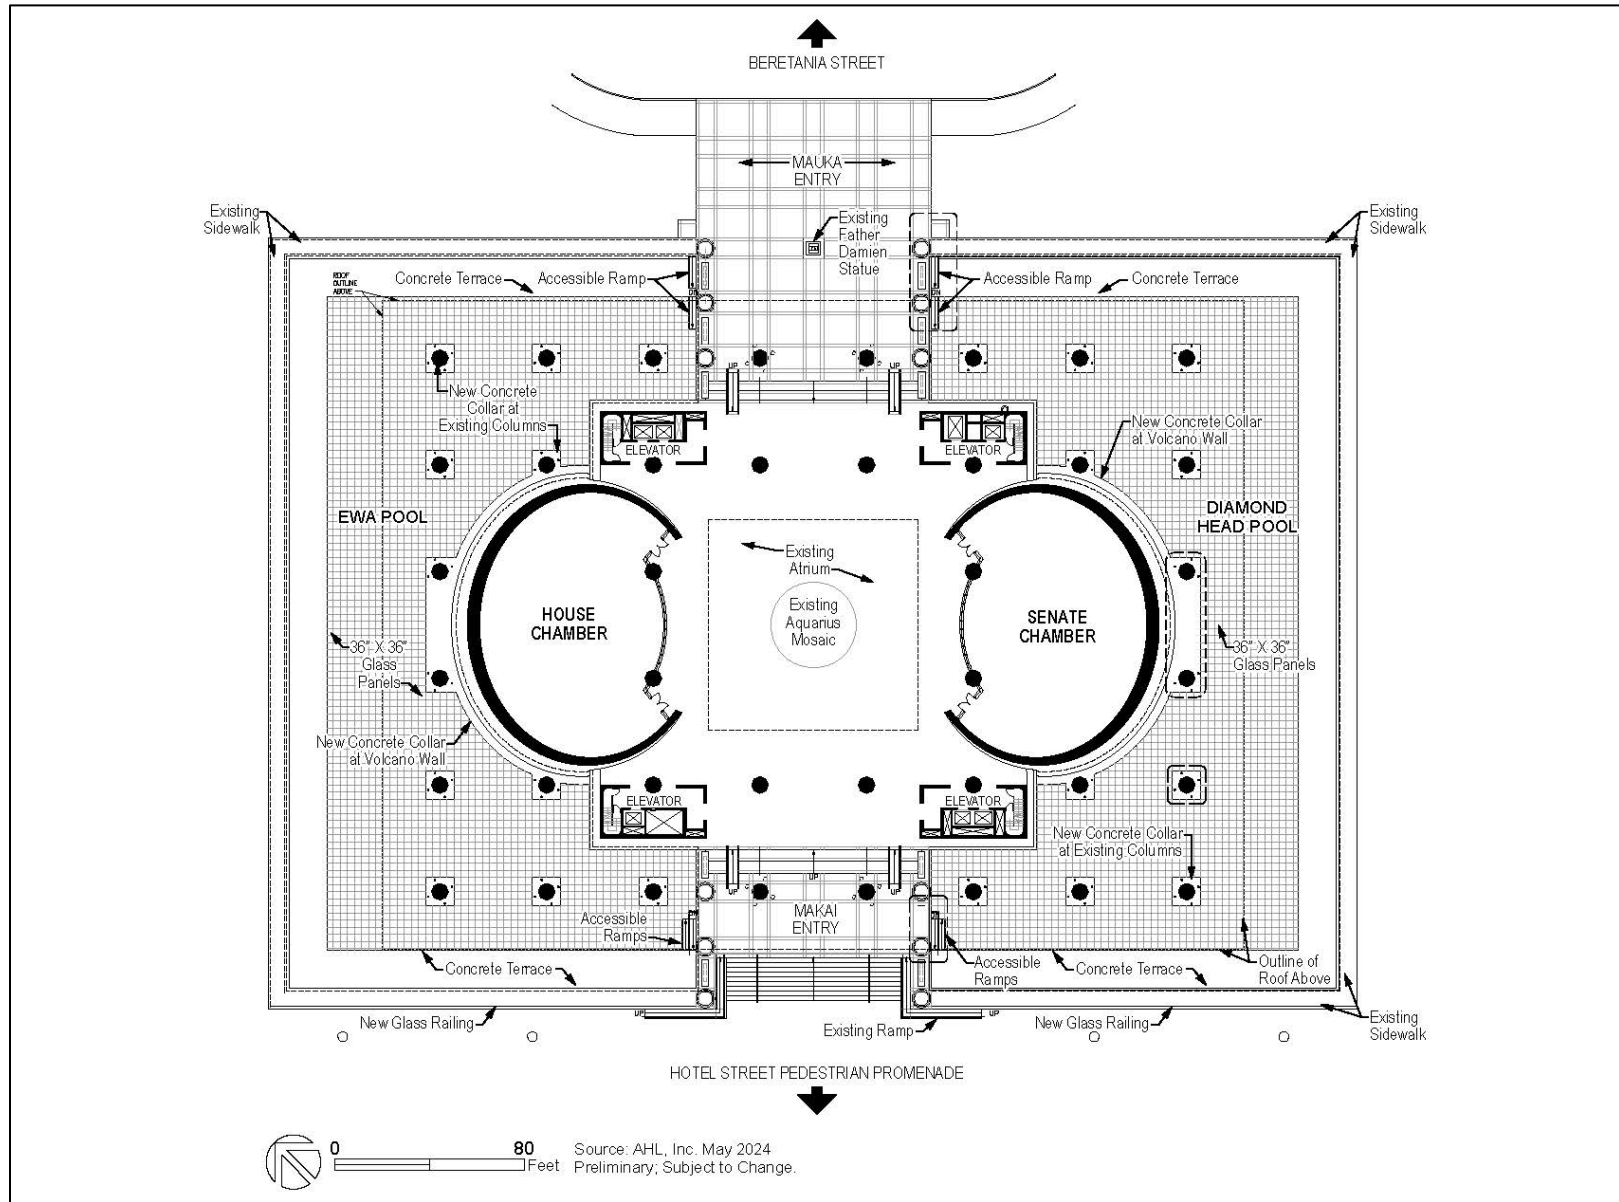 BERETANIA STREET
MAUKA
ENTRY
Existing
Sidewalk
Existing
Father
Damien
Statue
Existing
Sidewalk
ROOF
OUTLINE
ABOVE
Concrete Terrace
Accessible Ramp
DN
DN
Accessible Ramp
Concrete Terrace
UP
UP
New Concrete
Collar at
Existing Columns
New Concrete Collar
at Volcano Wall
ELEVATOR
ELEVATOR
EWA POOL
DIAMOND
HEAD POOL
Existing
Atrium
HOUSE
CHAMBER
Existing
Aquarius
Mosaic
SENATE
CHAMBER
36" X 36"
Glass
Panels
36" X 36"
Glass Panels
New Concrete Collar
at Volcano Wall
ELEVATOR
ELEVATOR
New Concrete Collar
at Existing Columns
UP
UP
UP
MAKAI
ENTRY
Accessible
Ramps
Accessible
Ramps
Concrete Terrace
Concrete Terrace
Outline of
Roof Above
New Glass Railing
UP
Existing Ramp
UP
New Glass Railing
Existing
Sidewalk
HOTEL STREET PEDESTRIAN PROMENADE
0 80
Feet
Source: AHL, Inc. May 2024
Preliminary; Subject to Change.